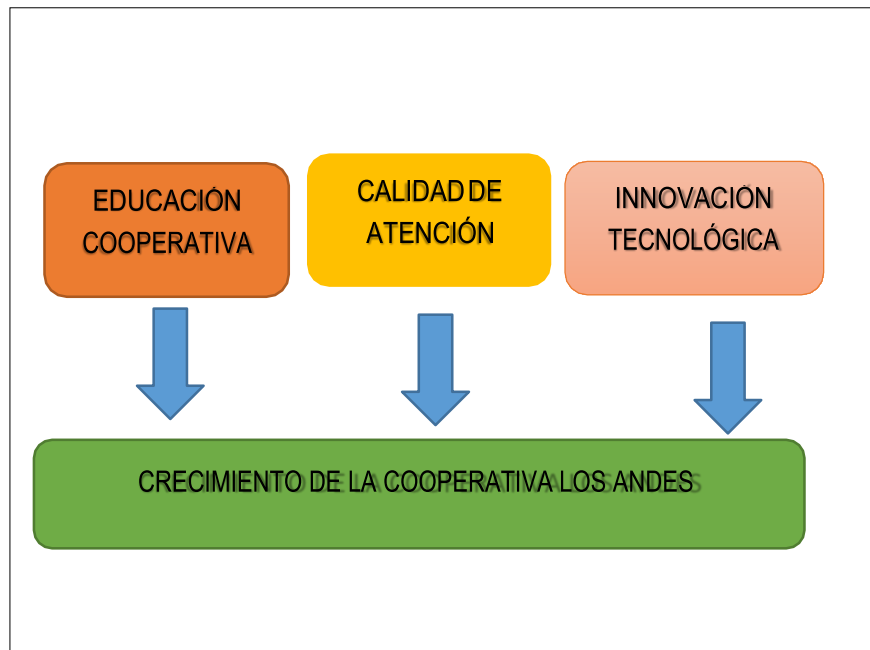 EDUCACIÓN
COOPERATIVA
CALIDAD DE
ATENCIÓN
INNOVACIÓN
TECNOLÓGICA
CRECIMIENTO DE LA COOPERATIVA LOS ANDES